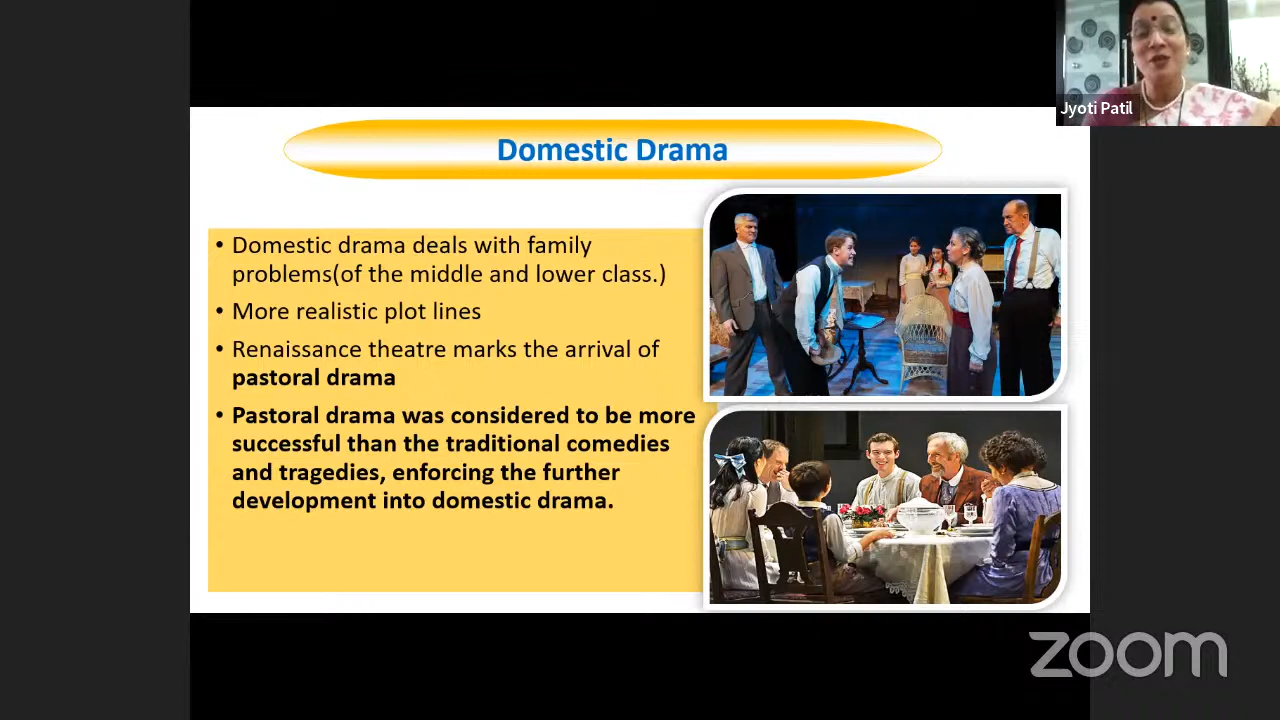 Jyoti Patil
Domestic Drama
• Domestic drama deals with family
problems(of the middle and lower class.)
• More realistic plot lines
• Renaissance theatre marks the arrival of
pastoral drama
• Pastoral drama was considered to be more
successful than the traditional comedies
and tragedies, enforcing the further
development into domestic drama.
zoom